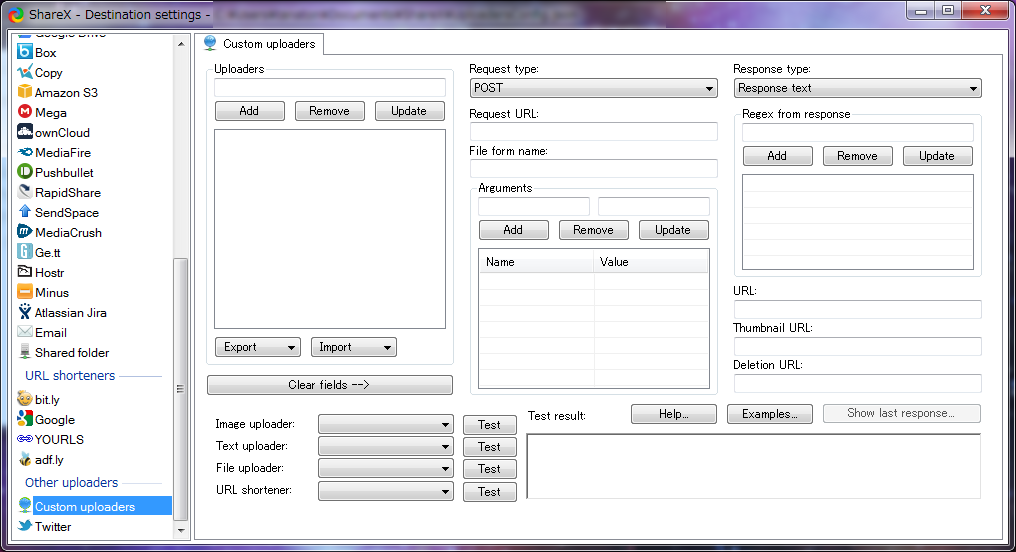 ShareX - Destination settings -
Google Drive
Box
Copy
Amazon S3
Mega
ownCloud
MediaFire
Pushbullet
RapidShare
SendSpace
MediaCrush
Ge.tt
Hostr
Minus
Atlassian Jira
Email
Shared folder
URL shorteners
bit.ly
Google
YOURLS
adf.ly
Other uploaders
Custom uploaders
Twitter
Custom uploaders
Uploaders
Add Remove Update
Export Import
Clear fields -->
Request type:
POST
Request URL:
File form name:
Arguments
Add Remove Update
Name Value
Response type:
Response text
Regex from response
Add Remove Update
URL:
Thumbnail URL:
Deletion URL:
Image uploader: Test
Text uploader: Test
File uploader: Test
URL shortener: Test
Test result: Help... Examples... Show last response...